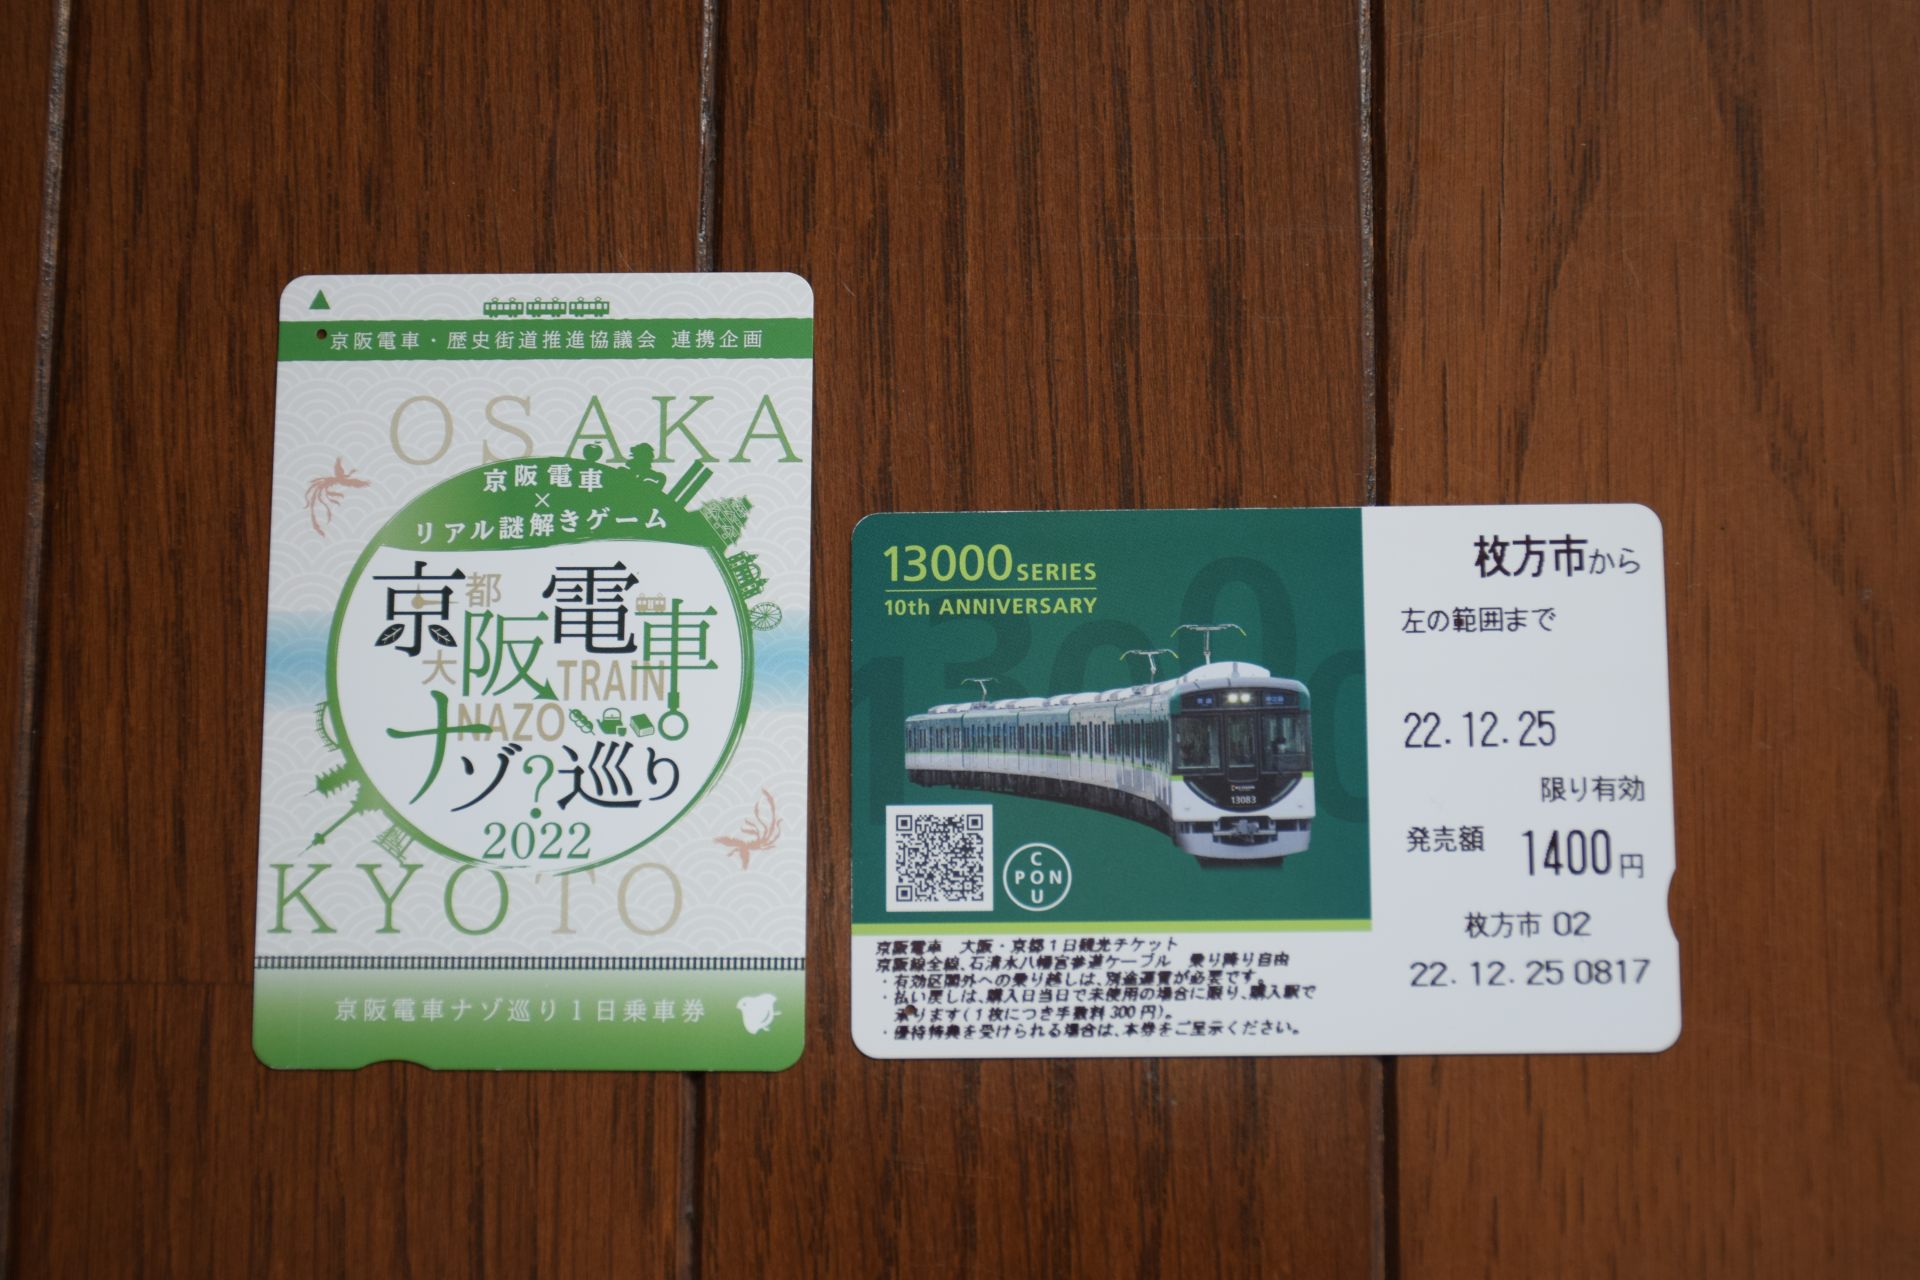 京阪電車・歴史街道推進協議会 連携企画
OSAKA
京阪電車
×
リアル謎解きゲーム
京都
大阪電車
TRAIN
NAZO
ナゾ?巡り
2022
KYOTO
京阪電車ナゾ巡り1日乗車券
13000 SERIES
10th ANNIVERSARY
13000
13083
COUPON
京阪電車 大阪・京都1日観光チケット
京阪線全線、石清水八幡宮参道ケーブル 乗り降り自由
・有効区間外への乗り越しは、別途運賃が必要です。
・払い戻しは、購入日当日で未使用の場合に限り、購入駅で
承ります(1枚につき手数料300円)。
・優待特典を受けられる場合は、本券をご呈示ください。
枚方市から
左の範囲まで
22.12.25
限り有効
発売額 1400円
枚方市 02
22.12.25 0817